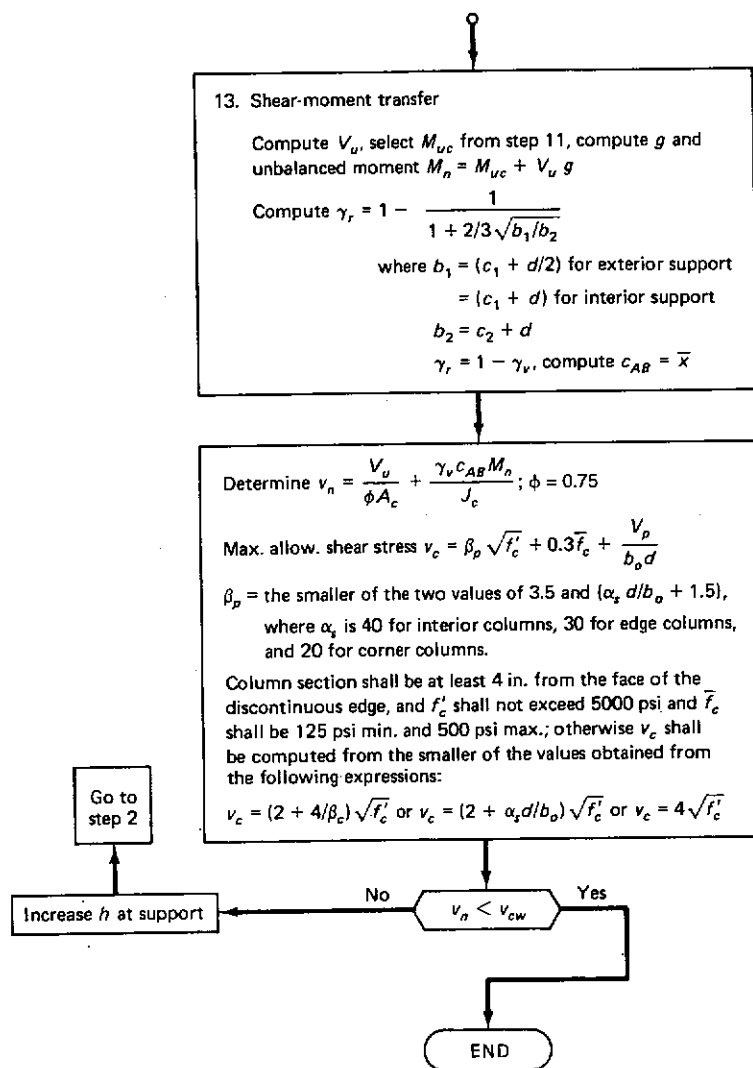 13. Shear-moment transfer
Compute V_u, select M_uc from step 11, compute g and
unbalanced moment M_n = M_uc + V_u g
Compute γ_r = 1 − 1 / (1 + 2/3 √(b_1/b_2))
where b_1 = (c_1 + d/2) for exterior support
= (c_1 + d) for interior support
b_2 = c_2 + d
γ_r = 1 − γ_v, compute c_AB = x̄
Determine v_n = V_u / (φA_c) + (γ_v c_AB M_n) / J_c ; φ = 0.75
Max. allow. shear stress v_c = β_p √f′_c + 0.3f̄_c + V_p / (b_o d)
β_p = the smaller of the two values of 3.5 and (α_s d/b_o + 1.5),
where α_s is 40 for interior columns, 30 for edge columns,
and 20 for corner columns.
Column section shall be at least 4 in. from the face of the
discontinuous edge, and f′_c shall not exceed 5000 psi and f̄_c
shall be 125 psi min. and 500 psi max.; otherwise v_c shall
be computed from the smaller of the values obtained from
the following expressions:
v_c = (2 + 4/β_c) √f′_c or v_c = (2 + α_s d/b_o) √f′_c or v_c = 4√f′_c
Go to
step 2
Increase h at support
No
v_n < v_cw
Yes
END